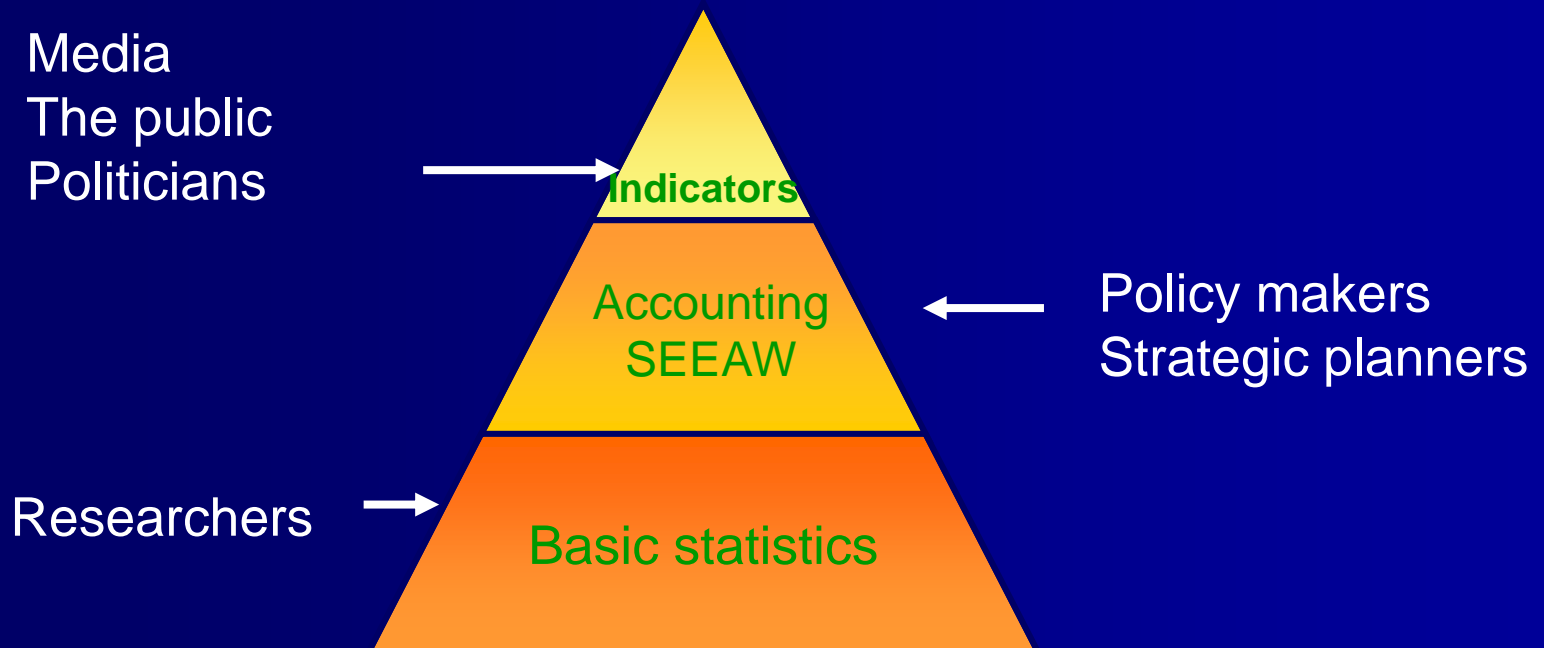 Media
The public
Politicians
Indicators
Accounting
SEEAW
Policy makers
Strategic planners
Researchers
Basic statistics